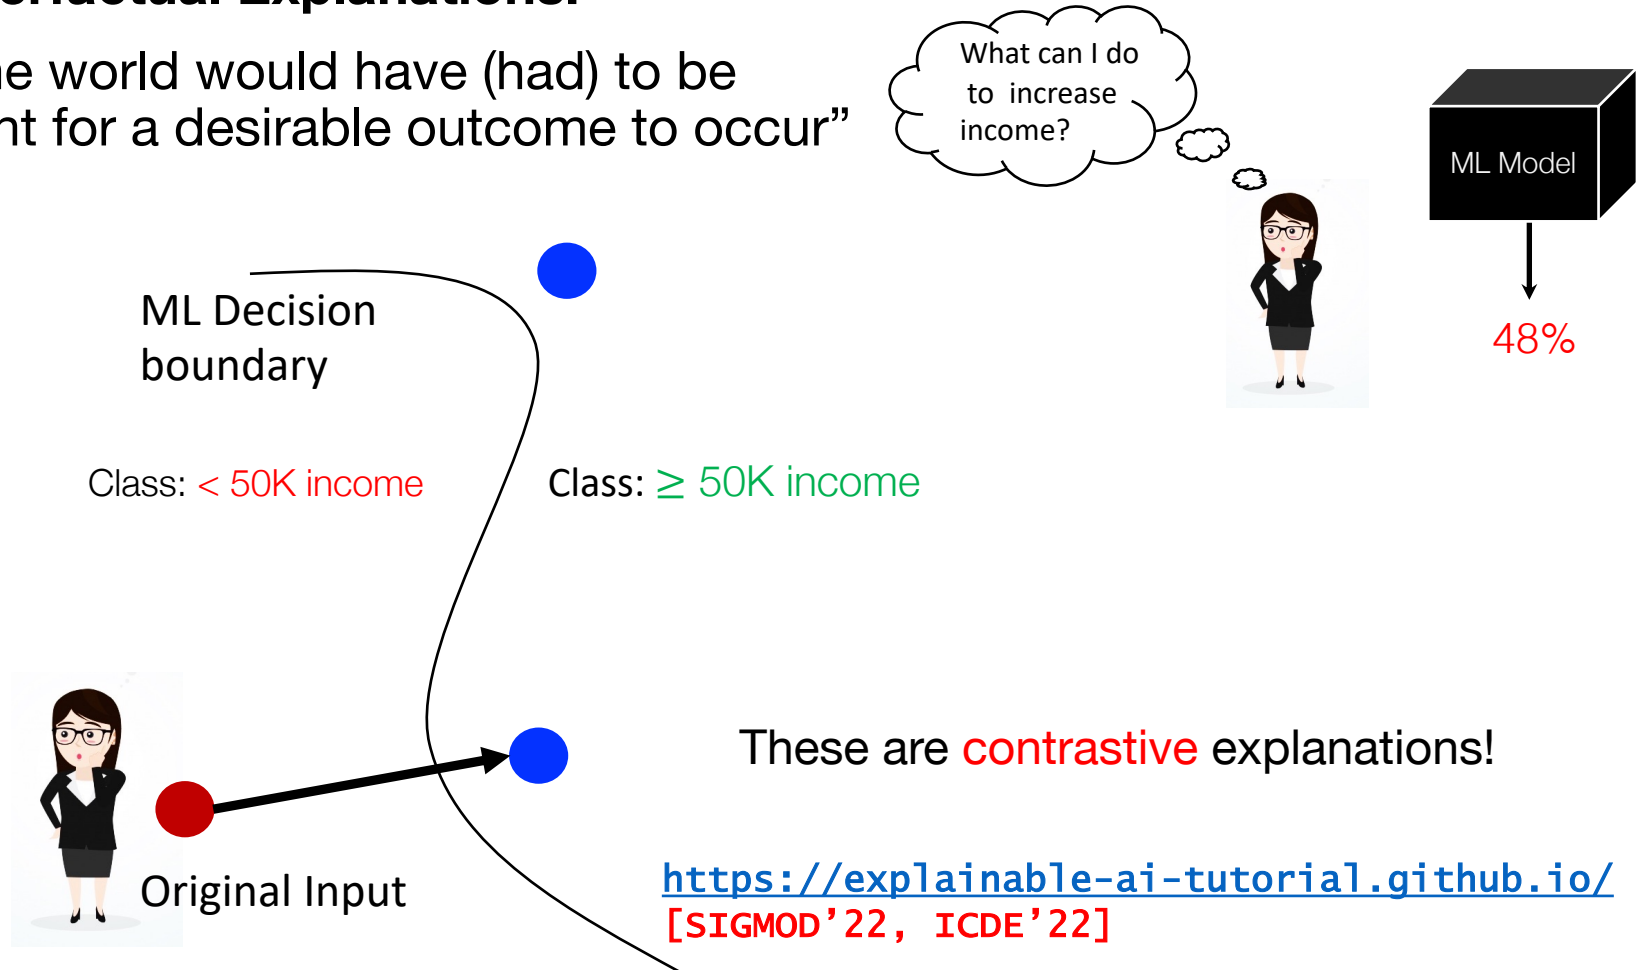 Explanations.
ne world would have (had) to be
nt for a desirable outcome to occur”
What can I do
to increase
income?
ML Model
48%
ML Decision
boundary
Class: < 50K income
Class: ≥ 50K income
These are contrastive explanations!
Original Input
https://explainable-ai-tutorial.github.io/
[SIGMOD’22, ICDE’22]